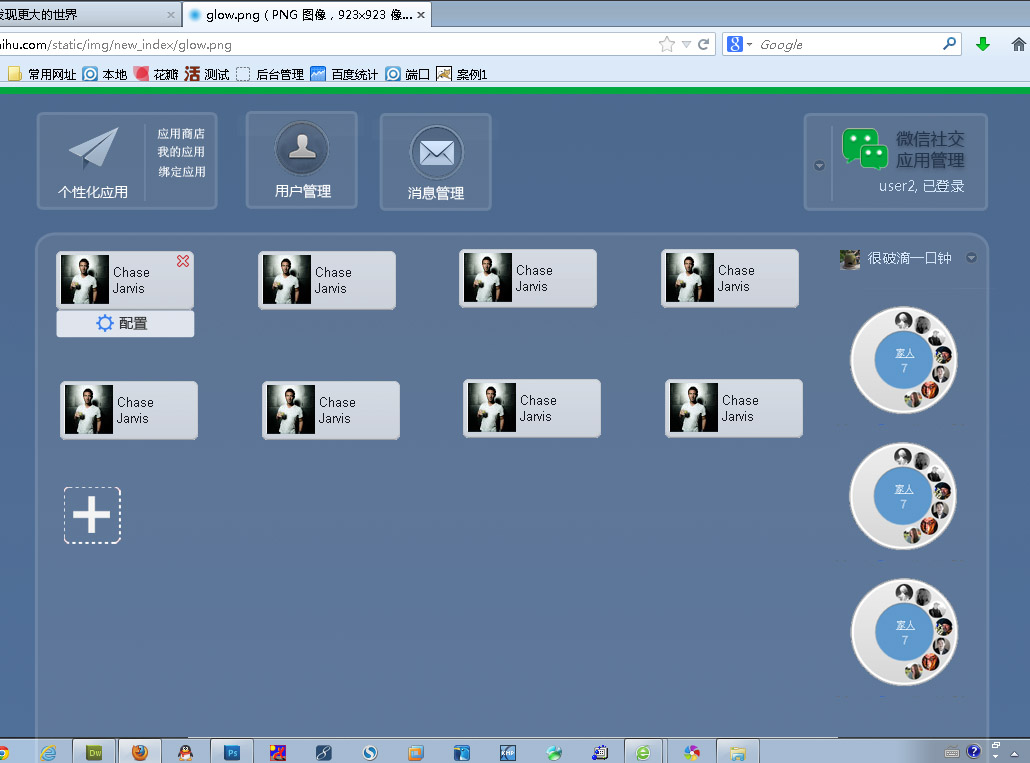 发现更大的世界
glow.png ( PNG 图像，923x923 像...
ihu.com/static/img/new_index/glow.png
Google
常用网址
本地
花瓣
测试
后台管理
百度统计
端口
案例1
个性化应用
应用商店
我的应用
绑定应用
用户管理
消息管理
微信社交
应用管理
user2, 已登录
Chase
Jarvis
配置
Chase
Jarvis
Chase
Jarvis
Chase
Jarvis
很破滴一口钟
Chase
Jarvis
Chase
Jarvis
Chase
Jarvis
Chase
Jarvis
家人
7
家人
7
家人
7
Dw
Ps
KMP